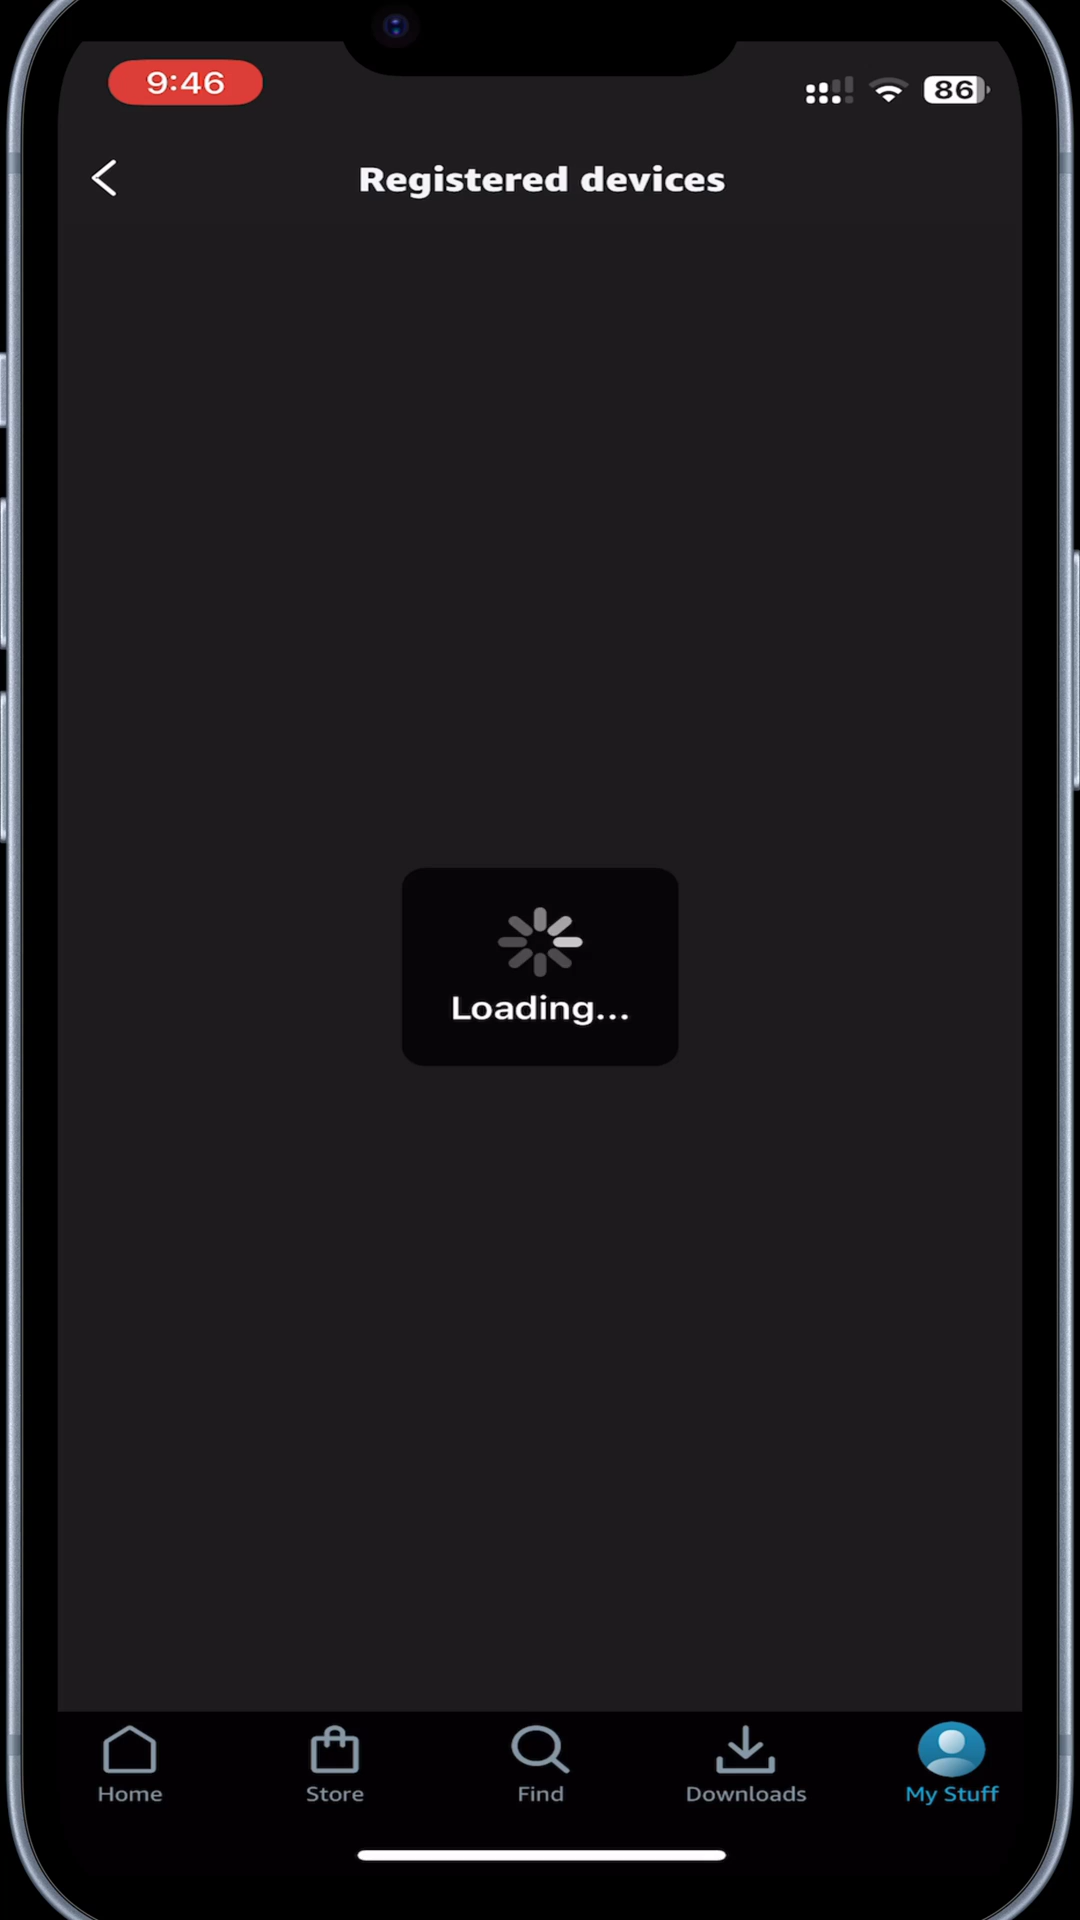 9:46
86
Registered devices
Loading...
Home
Store
Find
Downloads
My Stuff